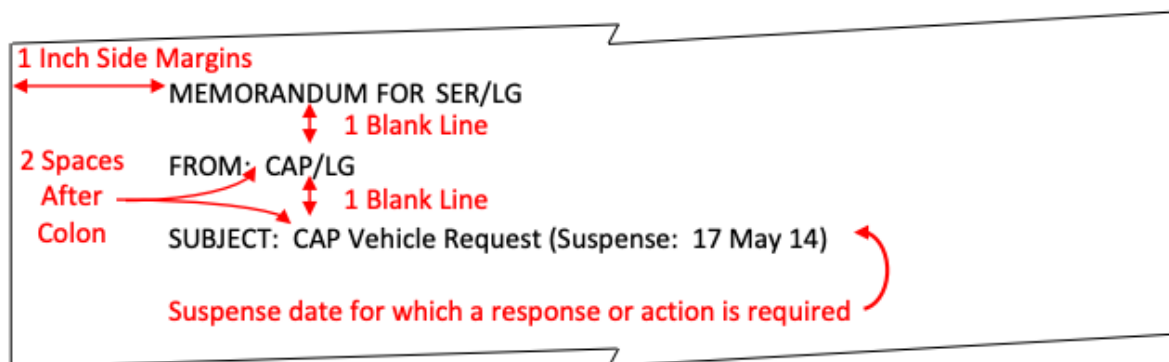 1 Inch Side Margins
MEMORANDUM FOR SER/LG
1 Blank Line
2 Spaces
FROM:  CAP/LG
After
1 Blank Line
Colon
SUBJECT:  CAP Vehicle Request (Suspense:  17 May 14)
Suspense date for which a response or action is required